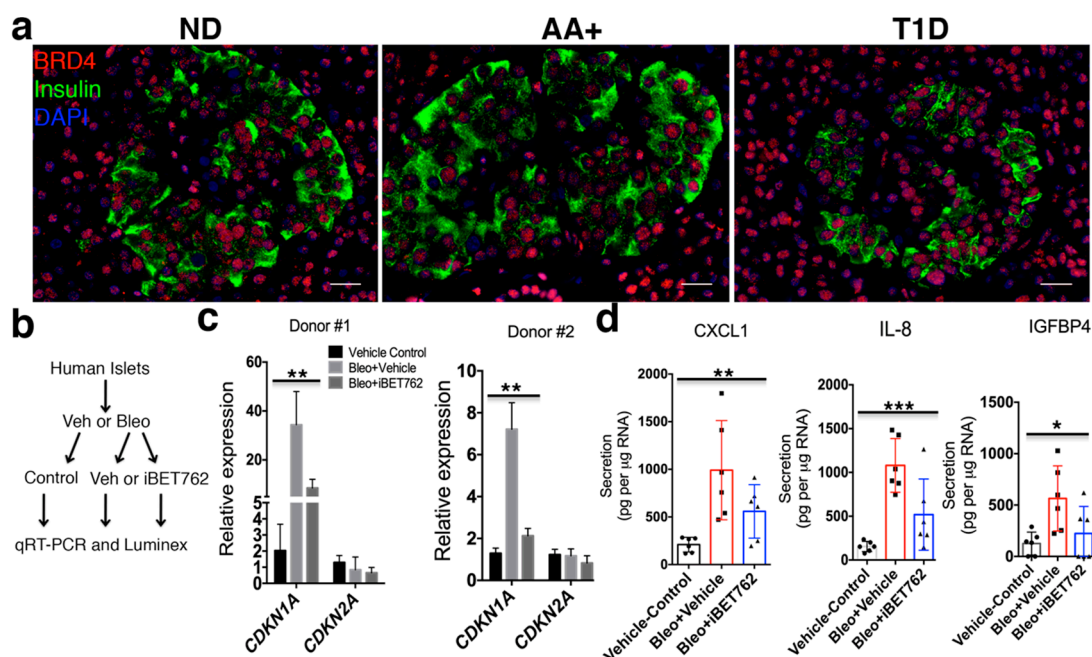 a
ND
AA+
T1D
BRD4
Insulin
DAPI
b
Human Islets
Veh or Bleo
Control
Veh or iBET762
qRT-PCR and Luminex
c
Donor #1
Donor #2
Vehicle Control
Bleo+Vehicle
Bleo+iBET762
Relative expression
60
40
20
5
4
3
2
1
0
**
CDKN1A
CDKN2A
Relative expression
10
8
6
4
2
0
**
CDKN1A
CDKN2A
d
CXCL1
Secretion
(pg per µg RNA)
2000
1500
1000
500
0
**
Vehicle-Control
Bleo+Vehicle
Bleo+iBET762
IL-8
Secretion
(pg per µg RNA)
2000
1500
1000
500
0
***
Vehicle-Control
Bleo+Vehicle
Bleo+iBET762
IGFBP4
Secretion
(pg per µg RNA)
1500
1000
500
0
*
Vehicle-Control
Bleo+Vehicle
Bleo+iBET762